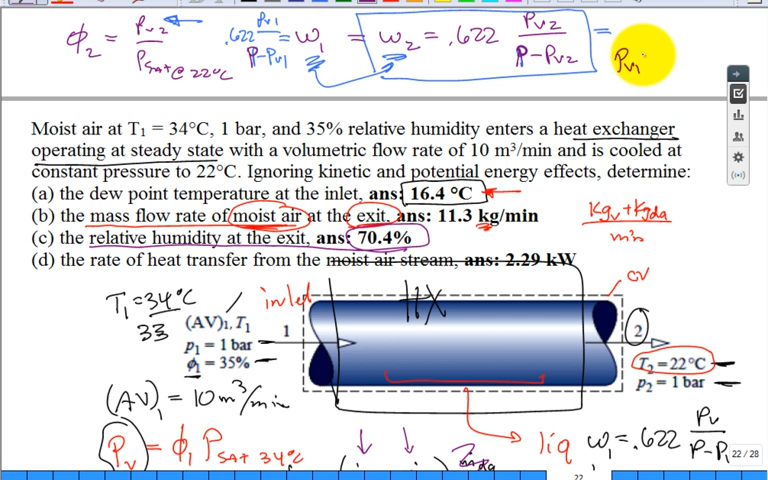 ϕ₂ = Pv₂ / PSAT@22°C   .622 Pv₁ / P-Pv₁ = ω₁ = ω₂ = .622 Pv₂ / P-Pv₂ = Pv₁
Moist air at T₁ = 34°C, 1 bar, and 35% relative humidity enters a heat exchanger
operating at steady state with a volumetric flow rate of 10 m³/min and is cooled at
constant pressure to 22°C. Ignoring kinetic and potential energy effects, determine:
(a) the dew point temperature at the inlet, ans: 16.4 °C
(b) the mass flow rate of moist air at the exit. ans: 11.3 kg/min
kgv + kgda / min
(c) the relative humidity at the exit, ans: 70.4%
(d) the rate of heat transfer from the moist air stream, ans: 2.29 kW
CV
T₁ = 34°C
inlet
HX
33
(AV)₁, T₁
p₁ = 1 bar
ϕ₁ = 35%
1
2
T₂ = 22°C
p₂ = 1 bar
(AV)₁ = 10 m³/min
Pv = ϕ₁ PSAT 34°C
liq
ω₁ = .622 Pv / P-P
22 / 28
22